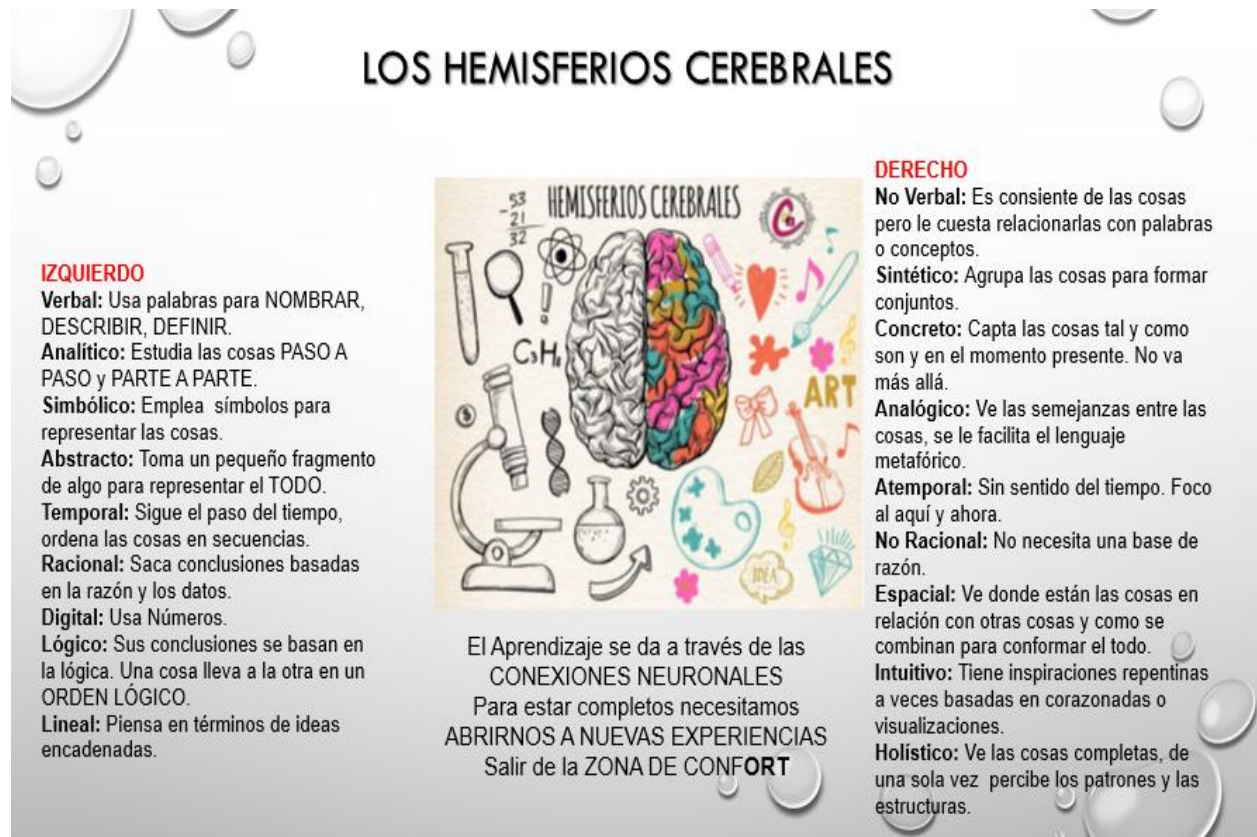 LOS HEMISFERIOS CEREBRALES
IZQUIERDO
Verbal: Usa palabras para NOMBRAR,
DESCRIBIR, DEFINIR.
Analítico: Estudia las cosas PASO A
PASO y PARTE A PARTE.
Simbólico: Emplea símbolos para
representar las cosas.
Abstracto: Toma un pequeño fragmento
de algo para representar el TODO.
Temporal: Sigue el paso del tiempo,
ordena las cosas en secuencias.
Racional: Saca conclusiones basadas
en la razón y los datos.
Digital: Usa Números.
Lógico: Sus conclusiones se basan en
la lógica. Una cosa lleva a la otra en un
ORDEN LÓGICO.
Lineal: Piensa en términos de ideas
encadenadas.
HEMISFERIOS CEREBRALES
53
- 21
32
ART
IDEA
El Aprendizaje se da a través de las
CONEXIONES NEURONALES
Para estar completos necesitamos
ABRIRNOS A NUEVAS EXPERIENCIAS
Salir de la ZONA DE CONFORT
DERECHO
No Verbal: Es consiente de las cosas
pero le cuesta relacionarlas con palabras
o conceptos.
Sintético: Agrupa las cosas para formar
conjuntos.
Concreto: Capta las cosas tal y como
son y en el momento presente. No va
más allá.
Analógico: Ve las semejanzas entre las
cosas, se le facilita el lenguaje
metafórico.
Atemporal: Sin sentido del tiempo. Foco
al aquí y ahora.
No Racional: No necesita una base de
razón.
Espacial: Ve donde están las cosas en
relación con otras cosas y como se
combinan para conformar el todo.
Intuitivo: Tiene inspiraciones repentinas
a veces basadas en corazonadas o
visualizaciones.
Holístico: Ve las cosas completas, de
una sola vez percibe los patrones y las
estructuras.